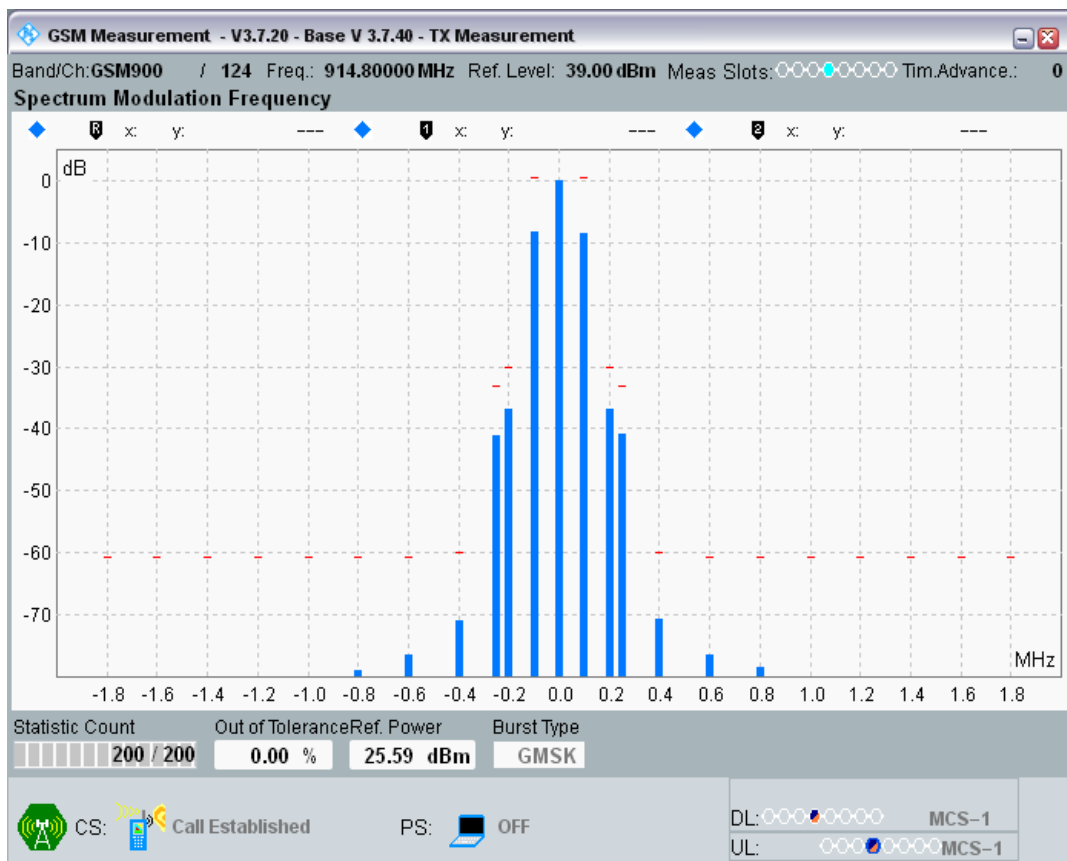 GSM Measurement - V3.7.20 - Base V 3.7.40 - TX Measurement
Band/Ch:GSM900 / 124 Freq.: 914.80000 MHz Ref. Level: 39.00 dBm Meas Slots: Tim.Advance.: 0
Spectrum Modulation Frequency
R x: y: --- 1 x: y: --- 2 x: y: ---
dB
0
-10
-20
-30
-40
-50
-60
-70
MHz
-1.8 -1.6 -1.4 -1.2 -1.0 -0.8 -0.6 -0.4 -0.2 0.0 0.2 0.4 0.6 0.8 1.0 1.2 1.4 1.6 1.8
Statistic Count Out of Tolerance Ref. Power Burst Type
200 / 200 0.00 % 25.59 dBm GMSK
CS: Call Established PS: OFF
DL: MCS-1
UL: MCS-1